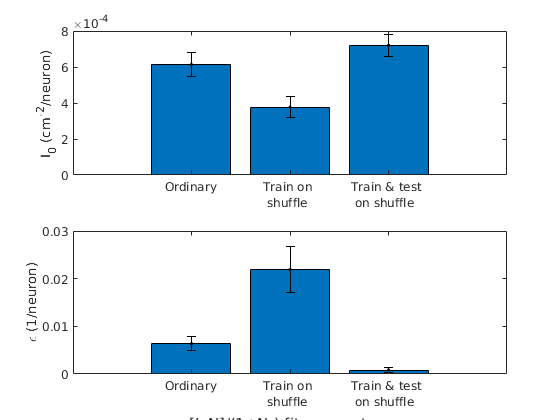 ×10⁻⁴
8
6
4
2
0
I₀ (cm⁻²/neuron)
Ordinary
Train on
shuffle
Train & test
on shuffle
0.03
0.02
0.01
0
ϵ (1/neuron)
Ordinary
Train on
shuffle
Train & test
on shuffle